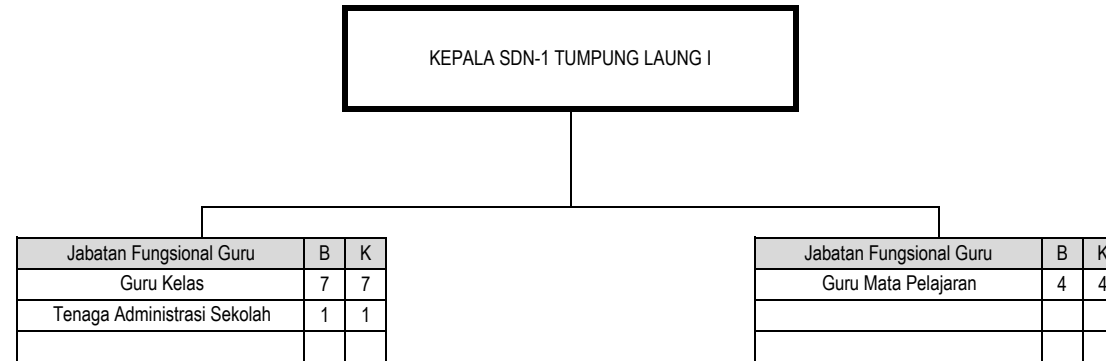 KEPALA SDN-1 TUMPUNG LAUNG I
Jabatan Fungsional Guru B K
Guru Kelas 7 7
Tenaga Administrasi Sekolah 1 1
Jabatan Fungsional Guru B K
Guru Mata Pelajaran 4 4